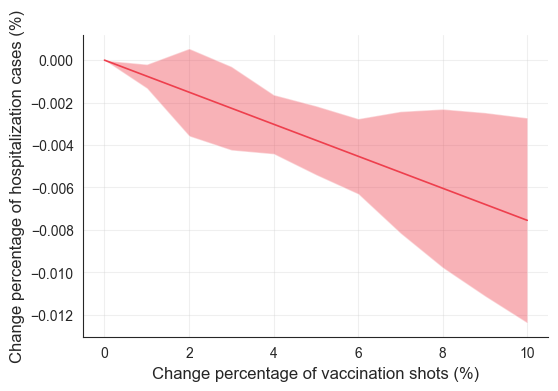 Change percentage of hospitalization cases (%)
0.000
−0.002
−0.004
−0.006
−0.008
−0.010
−0.012
0 2 4 6 8 10
Change percentage of vaccination shots (%)